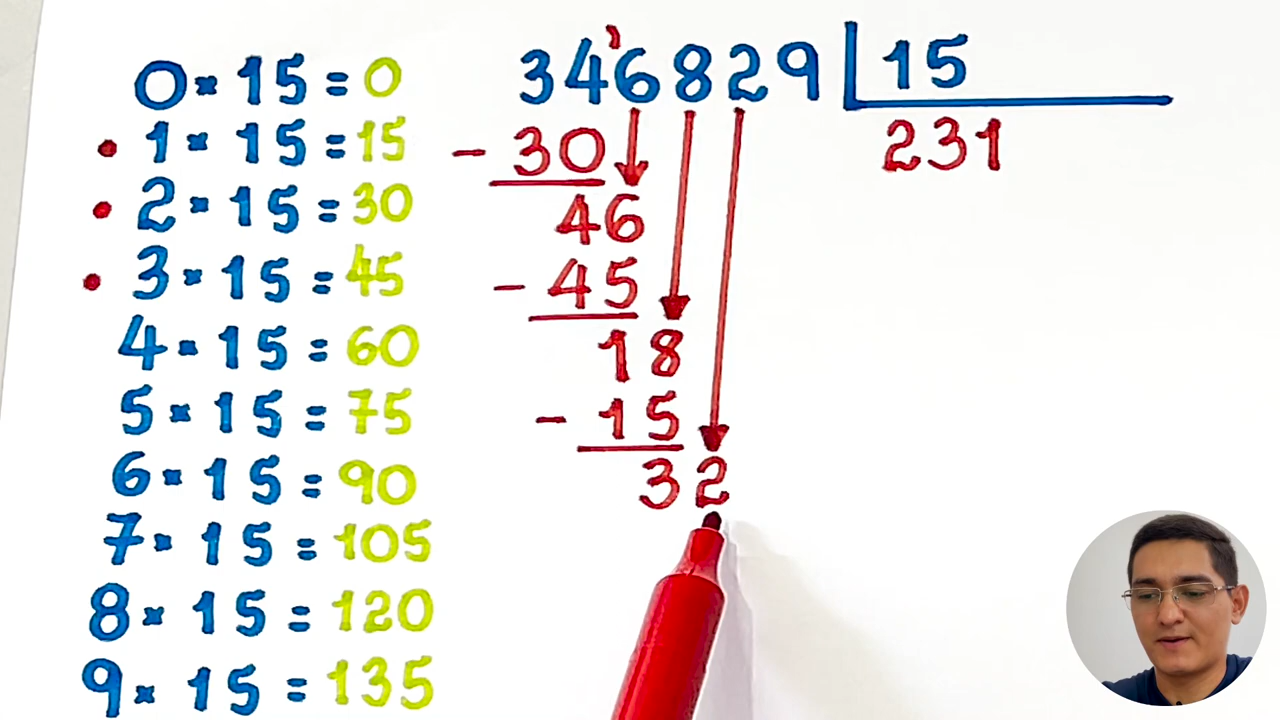 0 × 15 = 0
1 × 15 = 15
2 × 15 = 30
3 × 15 = 45
4 × 15 = 60
5 × 15 = 75
6 × 15 = 90
7 × 15 = 105
8 × 15 = 120
9 × 15 = 135
34'6829 15
231
- 30
46
- 45
18
- 15
32